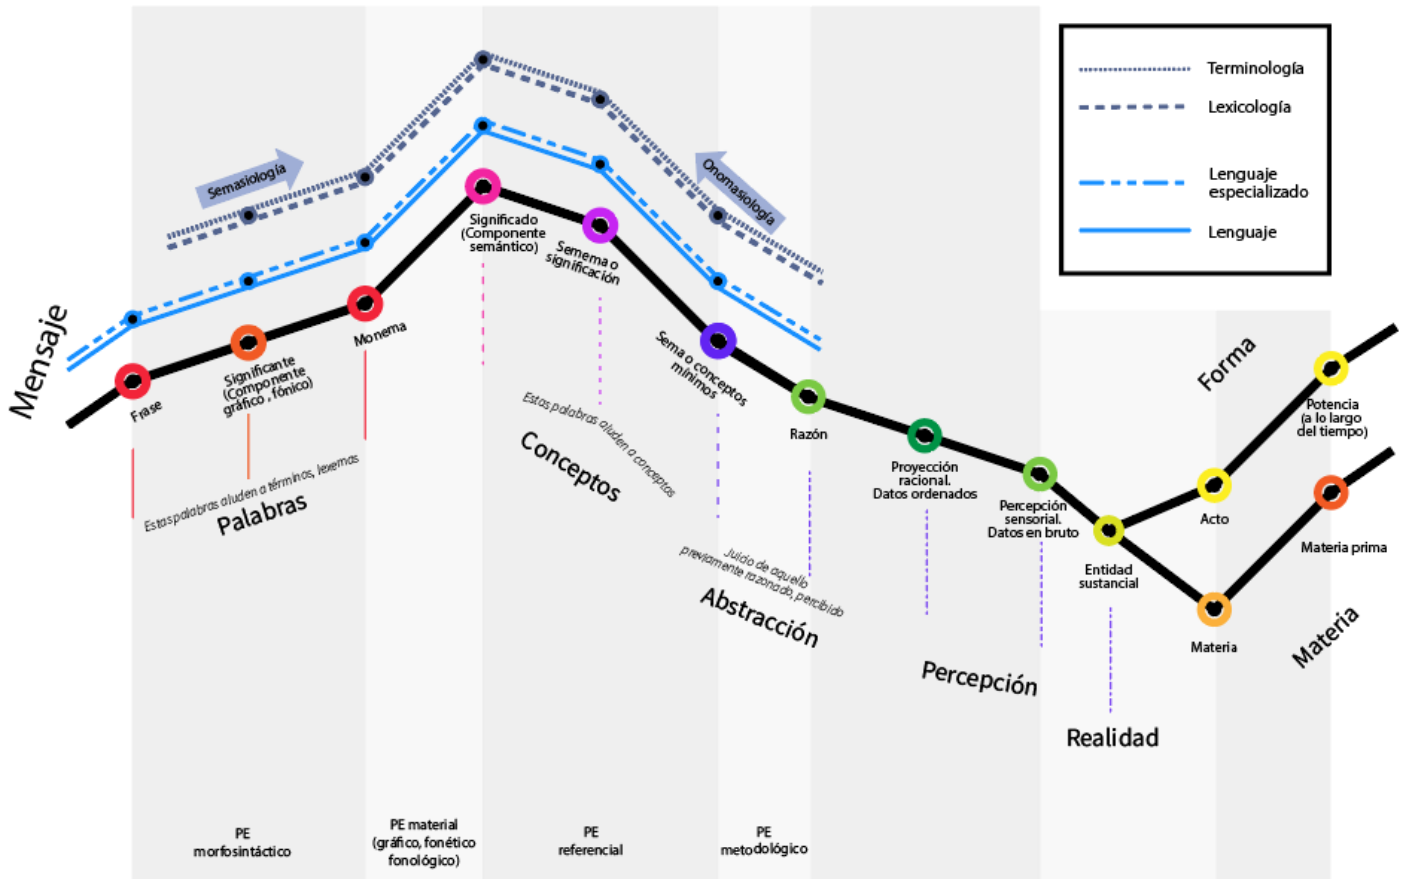 Terminología
Lexicología
Lenguaje
especializado
Lenguaje
Semasiología
Onomasiología
Mensaje
Frase
Significante
(Componente
gráfico , fónico)
Monema
Significado
(Componente
semántico)
Semema o
significación
Sema o conceptos
mínimos
Razón
Proyección
racional.
Datos ordenados
Percepción
sensorial.
Datos en bruto
Entidad
sustancial
Acto
Potencia
(a lo largo
del tiempo)
Forma
Materia
Materia prima
Materia
Estas palabras aluden a términos, lexemas
Palabras
Estas palabras aluden a conceptos
Conceptos
Juicio de aquello
previamente razonado, percibido
Abstracción
Percepción
Realidad
PE
morfosintáctico
PE material
(gráfico, fonético
fonológico)
PE
referencial
PE
metodológico